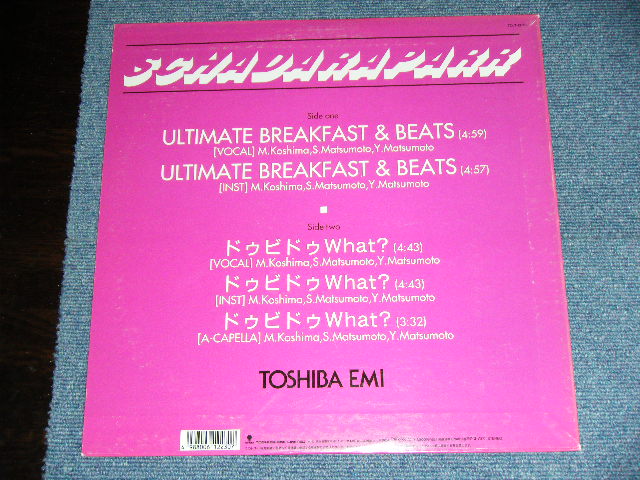 SCHADARAPARR
Side one
ULTIMATE BREAKFAST & BEATS (4:59)
[VOCAL] M.Koshima,S.Matsumoto,Y.Matsumoto
ULTIMATE BREAKFAST & BEATS (4:57)
[INST] M.Koshima,S.Matsumoto,Y.Matsumoto
Side two
ドゥビドゥWhat? (4:43)
[VOCAL] M.Koshima,S.Matsumoto,Y.Matsumoto
ドゥビドゥWhat? (4:43)
[INST] M.Koshima,S.Matsumoto,Y.Matsumoto
ドゥビドゥWhat? (3:32)
[A-CAPELLA] M.Koshima,S.Matsumoto,Y.Matsumoto
TOSHIBA EMI